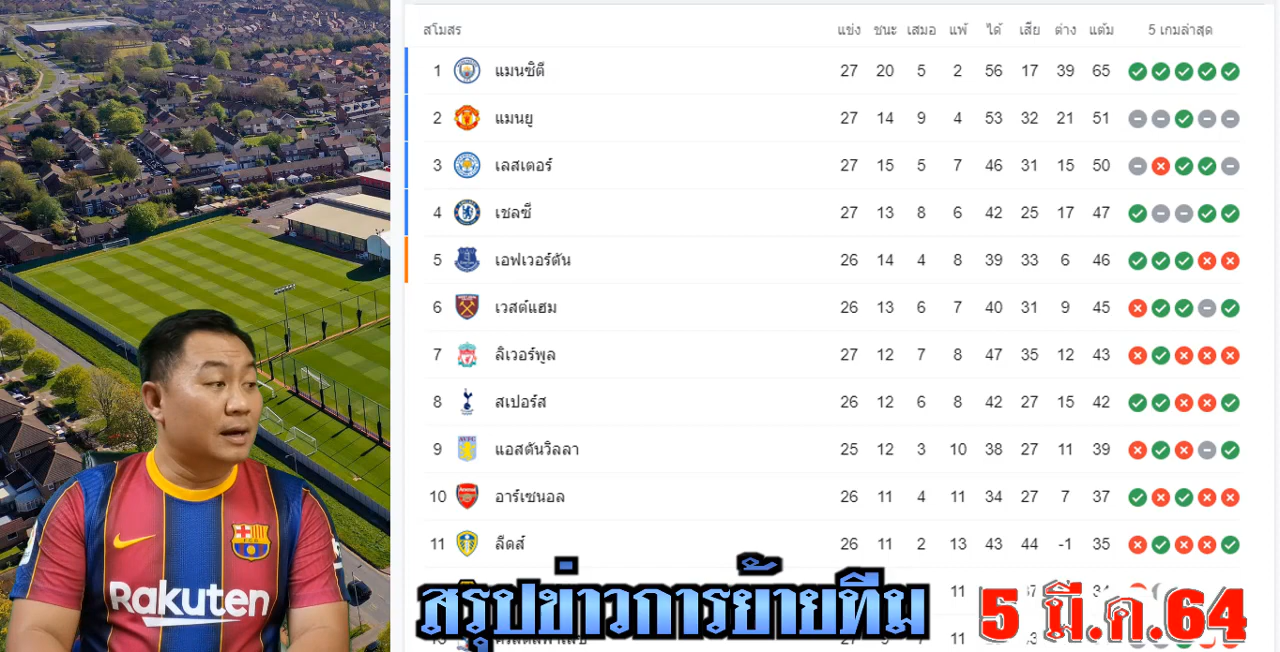 สโมสร แข่ง ชนะ เสมอ แพ้ ได้ เสีย ต่าง แต้ม 5 เกมล่าสุด
1 แมนซิตี 27 20 5 2 56 17 39 65
2 แมนยู 27 14 9 4 53 32 21 51
3 เลสเตอร์ 27 15 5 7 46 31 15 50
4 เชลซี 27 13 8 6 42 25 17 47
5 เอฟเวอร์ตัน 26 14 4 8 39 33 6 46
6 เวสต์แฮม 26 13 6 7 40 31 9 45
7 ลิเวอร์พูล 27 12 7 8 47 35 12 43
8 สเปอร์ส 26 12 6 8 42 27 15 42
9 แอสตันวิลลา 25 12 3 10 38 27 11 39
10 อาร์เซนอล 26 11 4 11 34 27 7 37
11 ลีดส์ 26 11 2 13 43 44 -1 35
11
สรุปข่าวการย้ายทีม 5 มี.ค.64
11
Rakuten